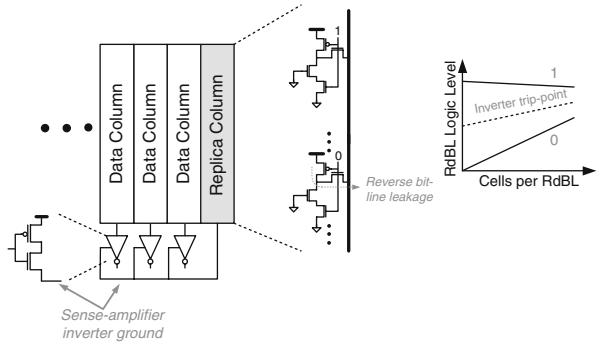 Data Column
Data Column
Data Column
Replica Column
1
0
Reverse bit-
line leakage
Sense-amplifier
inverter ground
RdBL Logic Level
1
Inverter trip-point
0
Cells per RdBL